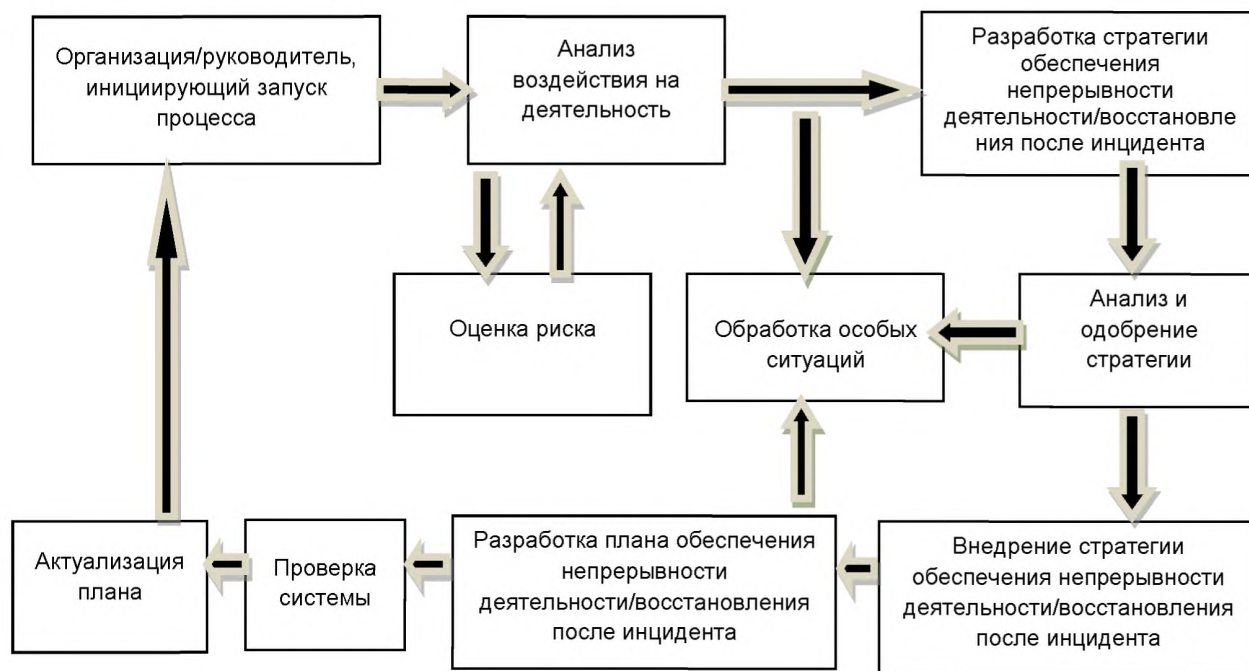 Организация/руководитель,
инициирующий запуск
процесса
Анализ
воздействия на
деятельность
Разработка стратегии
обеспечения
непрерывности
деятельности/восстановле
ния после инцидента
Оценка риска
Обработка особых
ситуаций
Анализ и
одобрение
стратегии
Актуализация
плана
Проверка
системы
Разработка плана обеспечения
непрерывности
деятельности/восстановления
после инцидента
Внедрение стратегии
обеспечения непрерывности
деятельности/восстановления
после инцидента